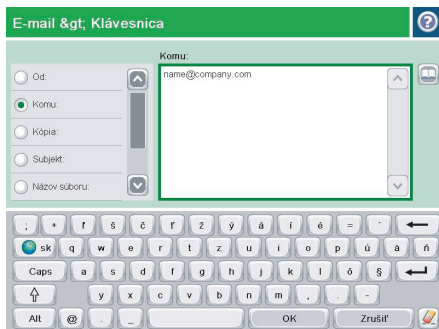 E-mail &gt; Klávesnica
Komu:
Od:
Komu:
Kópia:
Subjekt:
Názov súboru:
name@company.com
; + ľ š č ť ž ý á í é = ´
sk q w e r t z u i o p ú ä ň
Caps a s d f g h j k l ô §
y x c v b n m , . -
Alt @ . _ OK Zrušiť